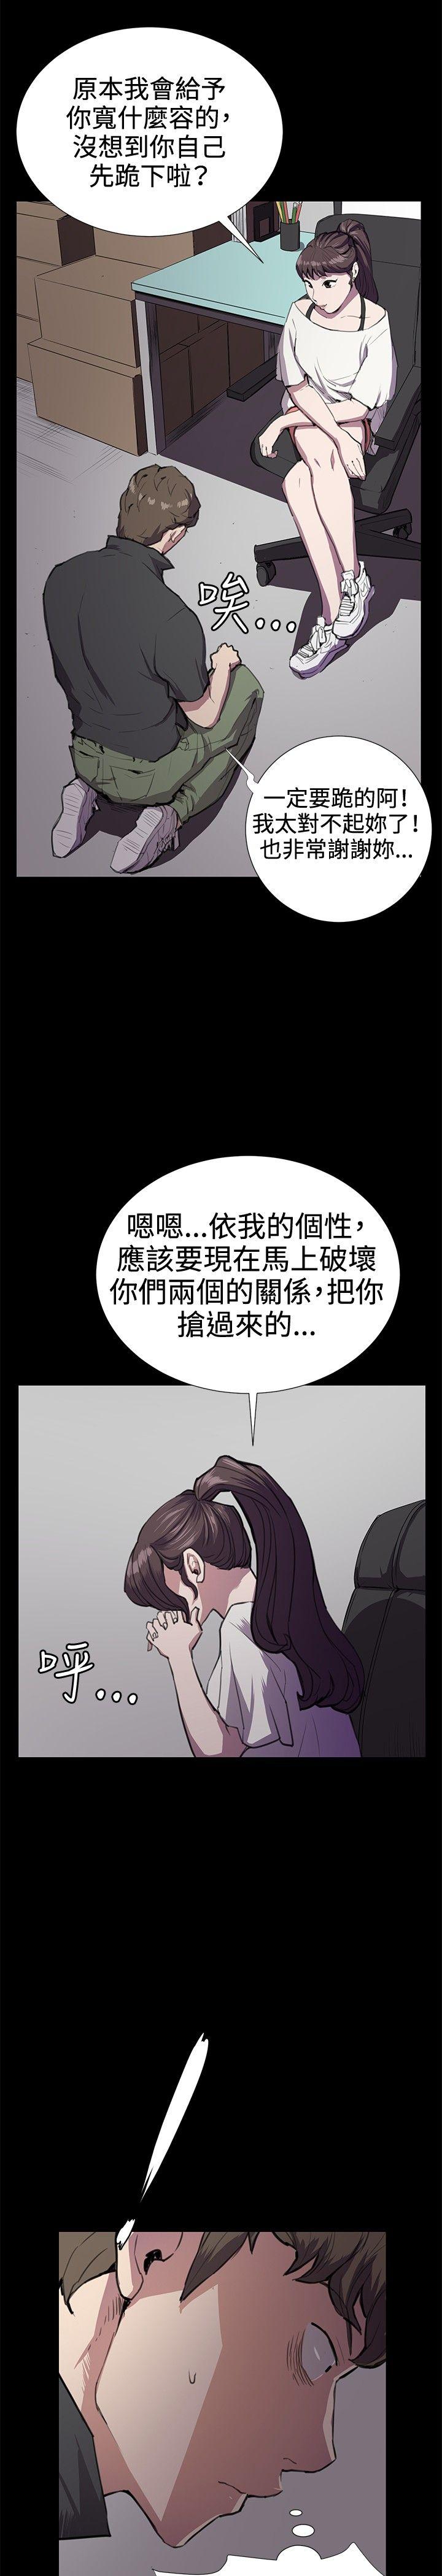 原本我會給予
你寬什麼容的，
沒想到你自己
先跪下啦？
唉...
一定要跪的阿！
我太對不起妳了！
也非常謝謝妳...
嗯嗯...依我的個性，
應該要現在馬上破壞
你們兩個的關係，把你
搶過來的...
呼...